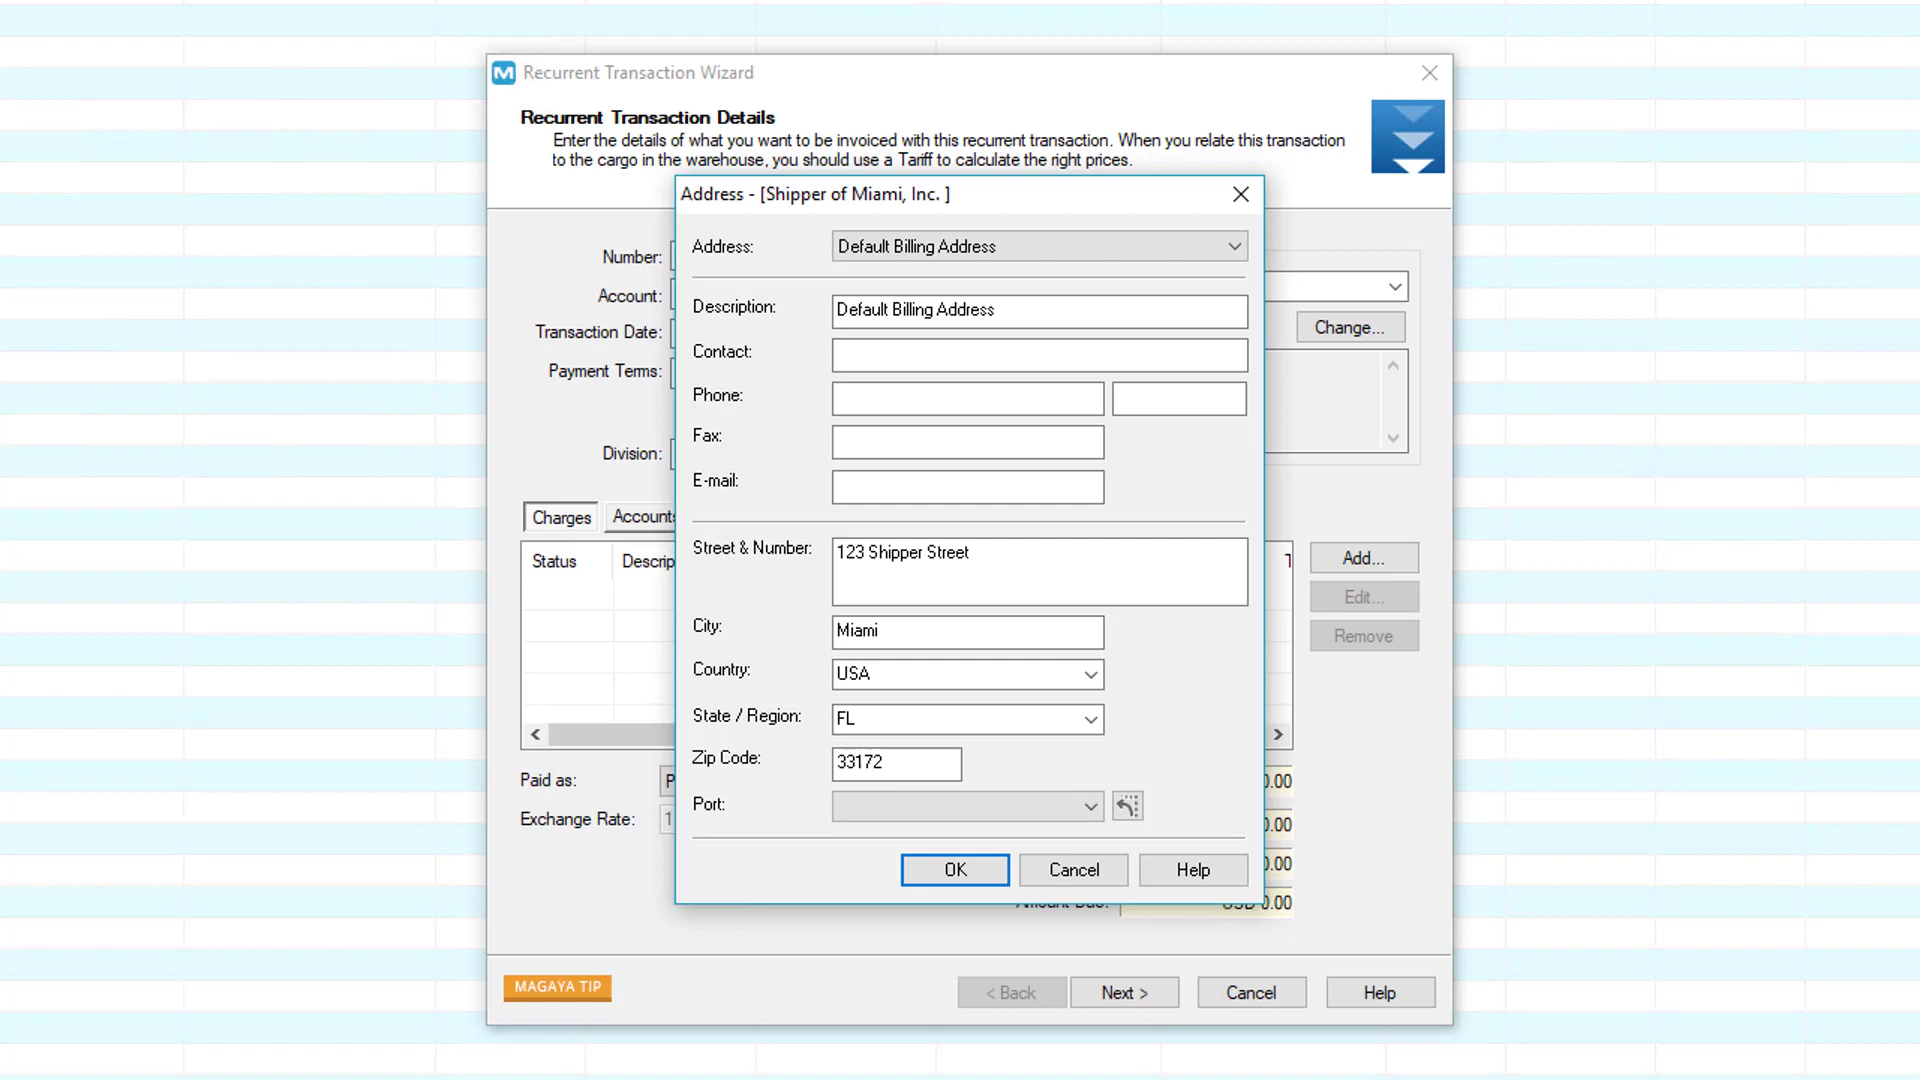 Recurrent Transaction Wizard
Recurrent Transaction Details
Enter the details of what you want to be invoiced with this recurrent transaction. When you relate this transaction
to the cargo in the warehouse, you should use a Tariff to calculate the right prices.
Address - [Shipper of Miami, Inc. ]
Address: Default Billing Address
Number:
Description: Default Billing Address
Account:
Change...
Transaction Date:
Contact:
Payment Terms:
Phone:
Fax:
Division:
E-mail:
Charges
Street & Number: 123 Shipper Street
Status
Add...
Edit...
City: Miami
Remove
Country: USA
State / Region: FL
Zip Code: 33172
Paid as:
Port:
Exchange Rate: 1
OK Cancel Help
MAGAYA TIP
< Back Next > Cancel Help